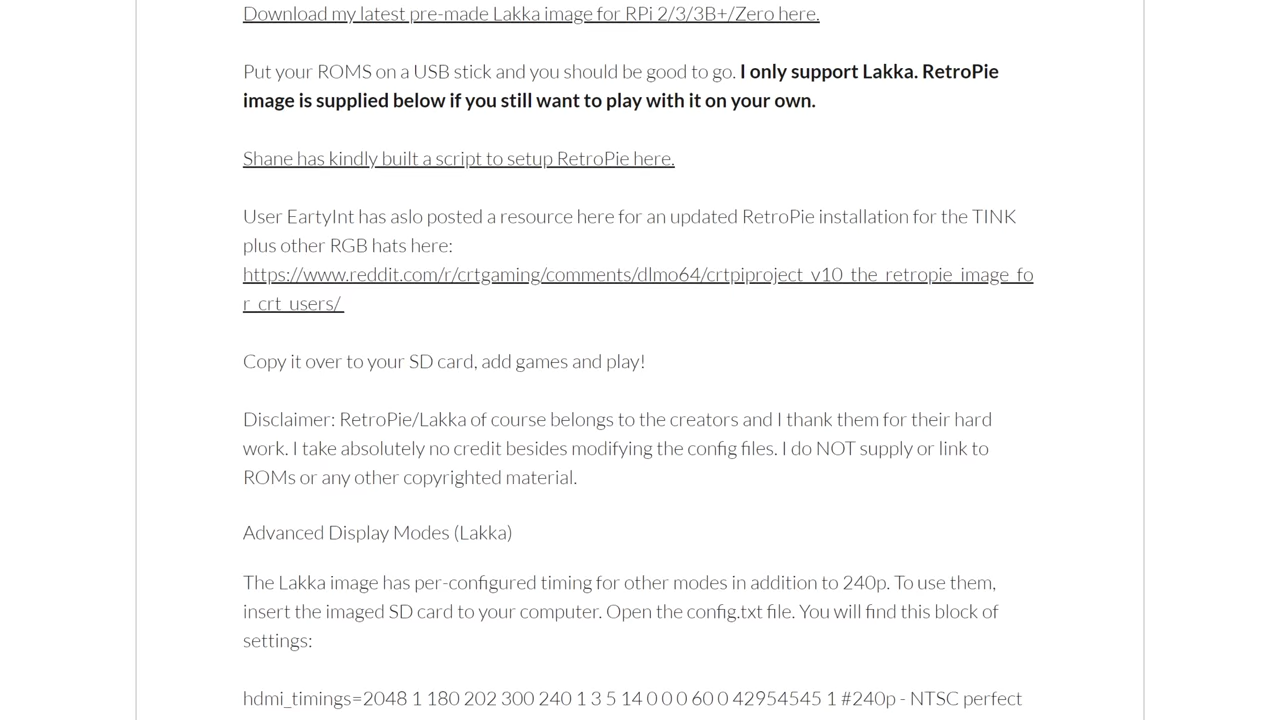 Download my latest pre-made Lakka image for RPi 2/3/3B+/Zero here.
Put your ROMS on a USB stick and you should be good to go. I only support Lakka. RetroPie
image is supplied below if you still want to play with it on your own.
Shane has kindly built a script to setup RetroPie here.
User EartyInt has aslo posted a resource here for an updated RetroPie installation for the TINK
plus other RGB hats here:
https://www.reddit.com/r/crtgaming/comments/dlmo64/crtpiproject_v10_the_retropie_image_fo
r_crt_users/
Copy it over to your SD card, add games and play!
Disclaimer: RetroPie/Lakka of course belongs to the creators and I thank them for their hard
work. I take absolutely no credit besides modifying the config files. I do NOT supply or link to
ROMs or any other copyrighted material.
Advanced Display Modes (Lakka)
The Lakka image has per-configured timing for other modes in addition to 240p. To use them,
insert the imaged SD card to your computer. Open the config.txt file. You will find this block of
settings:
hdmi_timings=2048 1 180 202 300 240 1 3 5 14 0 0 0 60 0 42954545 1 #240p - NTSC perfect